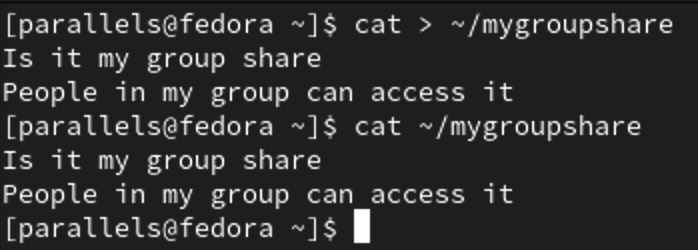 [parallels@fedora ~]$ cat > ~/mygroupshare
Is it my group share
People in my group can access it
[parallels@fedora ~]$ cat ~/mygroupshare
Is it my group share
People in my group can access it
[parallels@fedora ~]$